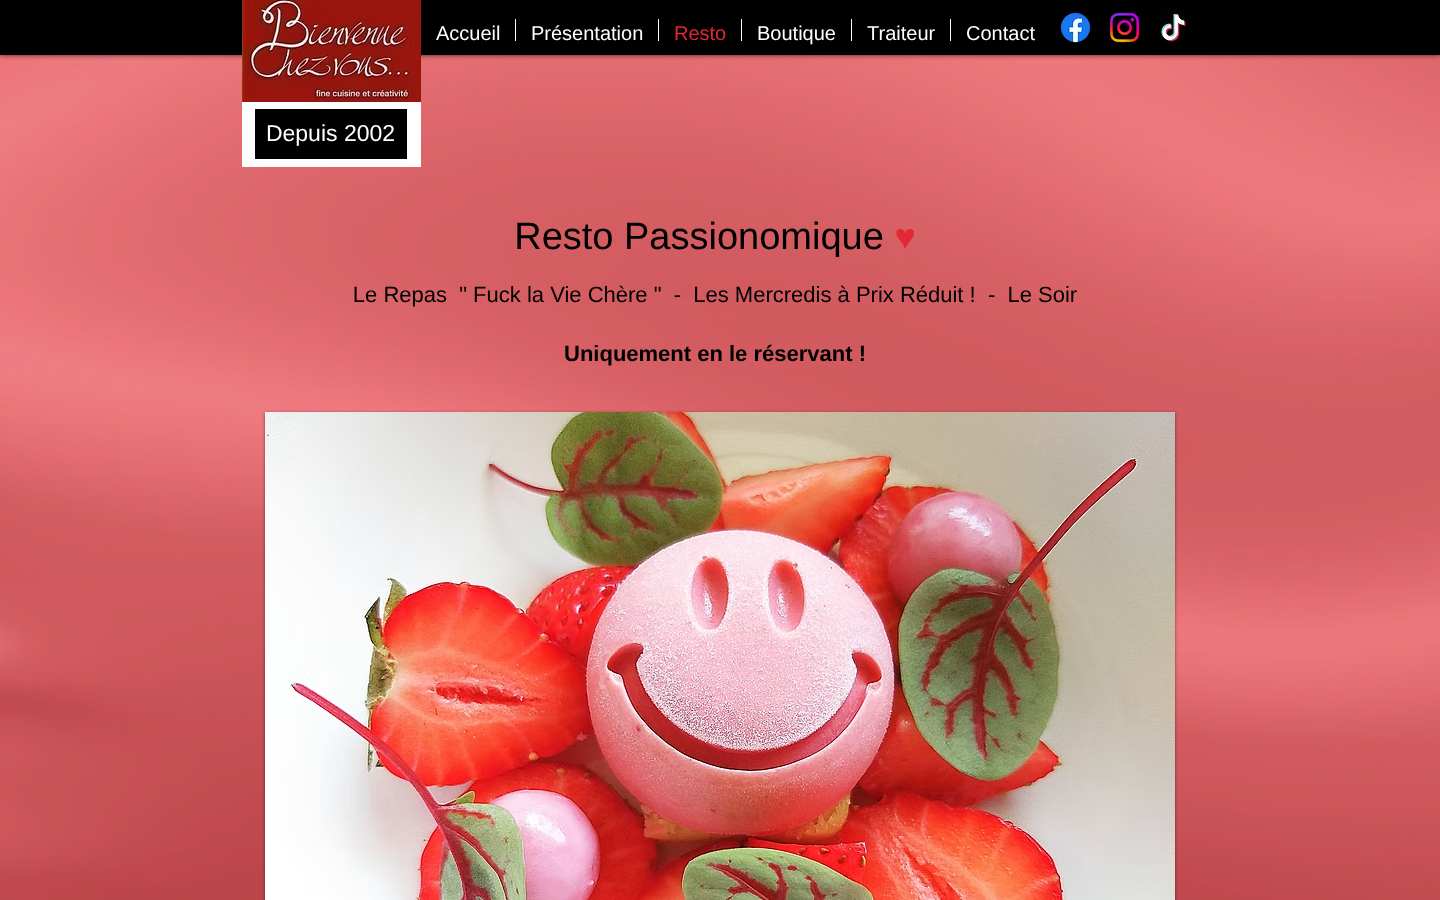 Bienvenue
Chez vous...
fine cuisine et créativité
Depuis 2002
Accueil
Présentation
Resto
Boutique
Traiteur
Contact
Resto Passionomique ♥
Le Repas " Fuck la Vie Chère " - Les Mercredis à Prix Réduit ! - Le Soir
Uniquement en le réservant !